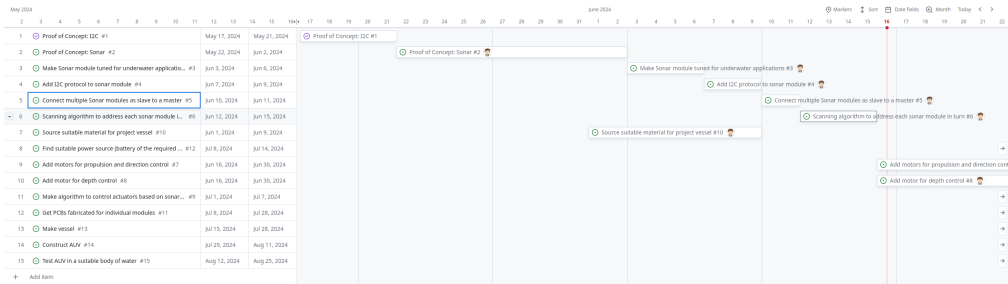 May 2024 June 2024 Markers Sort Date fields Month Today
2 3 4 5 6 7 8 9 10 11 12 13 14 15 16 17 18 19 20 21 22 23 24 25 26 27 28 29 30 31 1 2 3 4 5 6 7 8 9 10 11 12 13 14 15 16 17 18 19 20 21 22
1 Proof of Concept: I2C #1 May 17, 2024 May 21, 2024 Proof of Concept: I2C #1
2 Proof of Concept: Sonar #2 May 22, 2024 Jun 2, 2024 Proof of Concept: Sonar #2
3 Make Sonar module tuned for underwater applicatio... #3 Jun 3, 2024 Jun 6, 2024 Make Sonar module tuned for underwater applications #3
4 Add I2C protocol to sonar module #4 Jun 7, 2024 Jun 9, 2024 Add I2C protocol to sonar module #4
5 Connect multiple Sonar modules as slave to a master #5 Jun 10, 2024 Jun 11, 2024 Connect multiple Sonar modules as slave to a master #5
6 Scanning algorithm to address each sonar module i... #6 Jun 12, 2024 Jun 15, 2024 Scanning algorithm to address each sonar module in turn #6
7 Source suitable material for project vessel #10 Jun 1, 2024 Jun 9, 2024 Source suitable material for project vessel #10
8 Find suitable power source (battery of the required ... #12 Jul 8, 2024 Jul 14, 2024
9 Add motors for propulsion and direction control #7 Jun 16, 2024 Jun 30, 2024 Add motors for propulsion and direction cont
10 Add motor for depth control #8 Jun 16, 2024 Jun 30, 2024 Add motor for depth control #8
11 Make algorithm to control actuators based on sonar... #9 Jul 1, 2024 Jul 7, 2024
12 Get PCBs fabricated for individual modules #11 Jul 8, 2024 Jul 28, 2024
13 Make vessel #13 Jul 15, 2024 Jul 28, 2024
14 Construct AUV #14 Jul 29, 2024 Aug 11, 2024
15 Test AUV in a suitable body of water #15 Aug 12, 2024 Aug 25, 2024
+ Add item